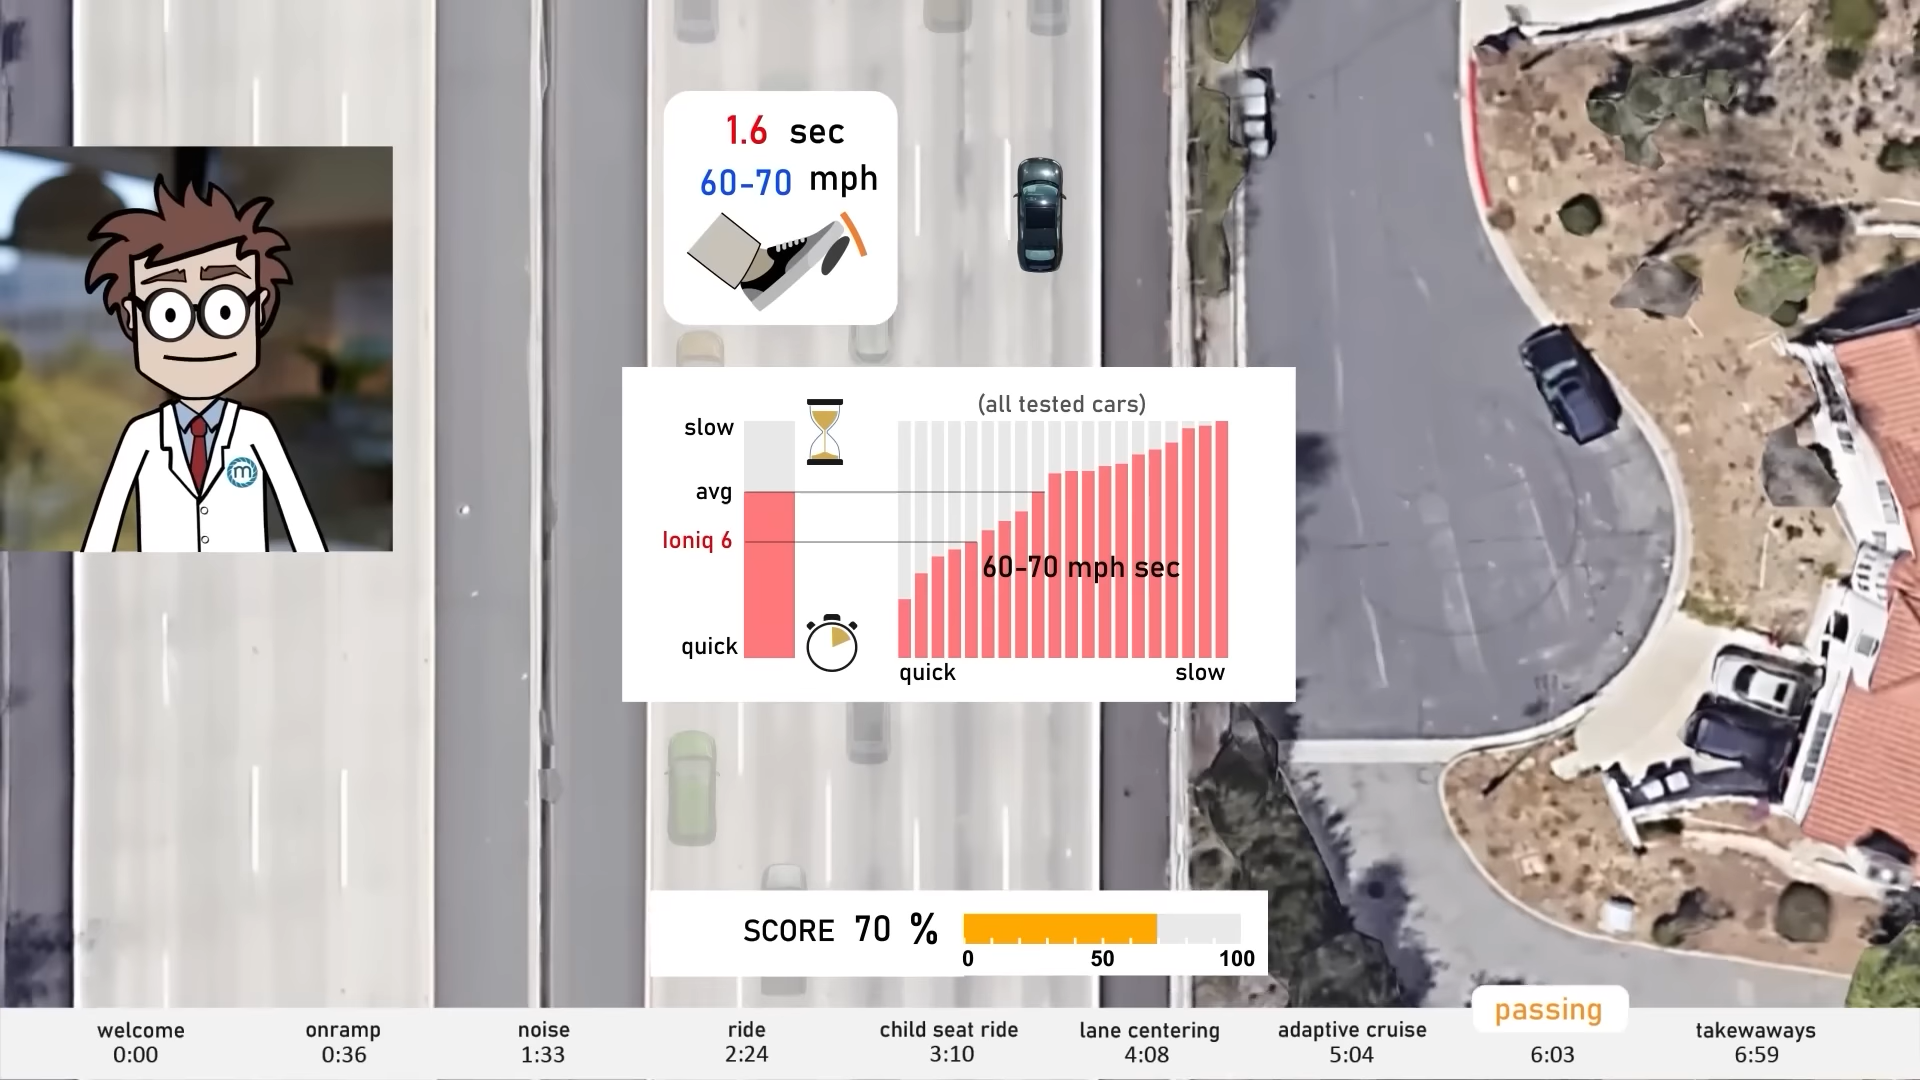 1.6 sec
60-70 mph
m
(all tested cars)
slow
avg
Ioniq 6
60-70 mph sec
quick
quick slow
SCORE 70 %
0 50 100
passing
welcome onramp noise ride child seat ride lane centering adaptive cruise takewaways
0:00 0:36 1:33 2:24 3:10 4:08 5:04 6:03 6:59